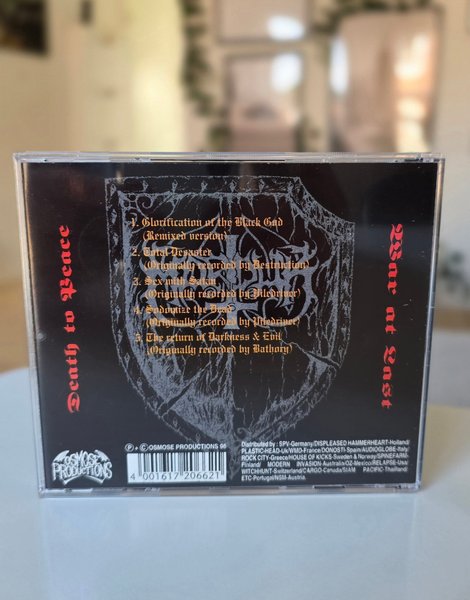 1. Glorification of the Black God
(Remixed version)
2. Total Desaster
(Originally recorded by Destruction)
3. Sex with Satan
(Originally recorded by Piledriver)
4. Sodomize the Dead
(Originally recorded by Piledriver)
5. The return of Darkness & Evil
(Originally recorded by Bathory)
Death to Peace
War at Last
OSMOSE
PRODUCTIONS
P + C OSMOSE PRODUCTIONS 96
4 001617 206621
Distributed by : SPV-Germany/DISPLEASED HAMMERHEART-Holland/
PLASTIC-HEAD-Uk/WMD-France/DONOSTI-Spain/AUDIOGLOBE-Italy/
ROCK CITY-Greece/HOUSE OF KICKS-Sweden & Norway/SPINEFARM-
Finland/ MODERN INVASION Australia/OZ-Mexico/RELAPSE-Usa/
WITCHHUNT-Switzerland/CARGO-Canada/SIAM PACIFIC-Thailand/
ETC-Portugal/NSM-Austria.